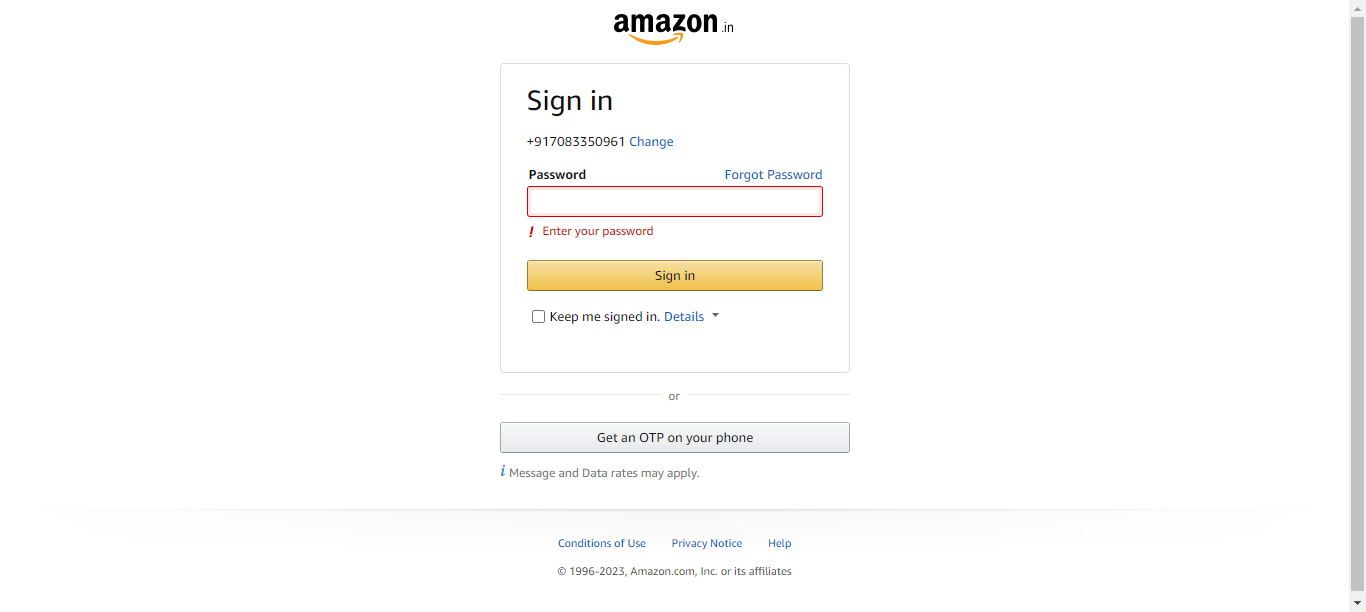 amazon.in
Sign in
+917083350961 Change
Password Forgot Password
! Enter your password
Sign in
Keep me signed in. Details
or
Get an OTP on your phone
i Message and Data rates may apply.
Conditions of Use Privacy Notice Help
© 1996-2023, Amazon.com, Inc. or its affiliates